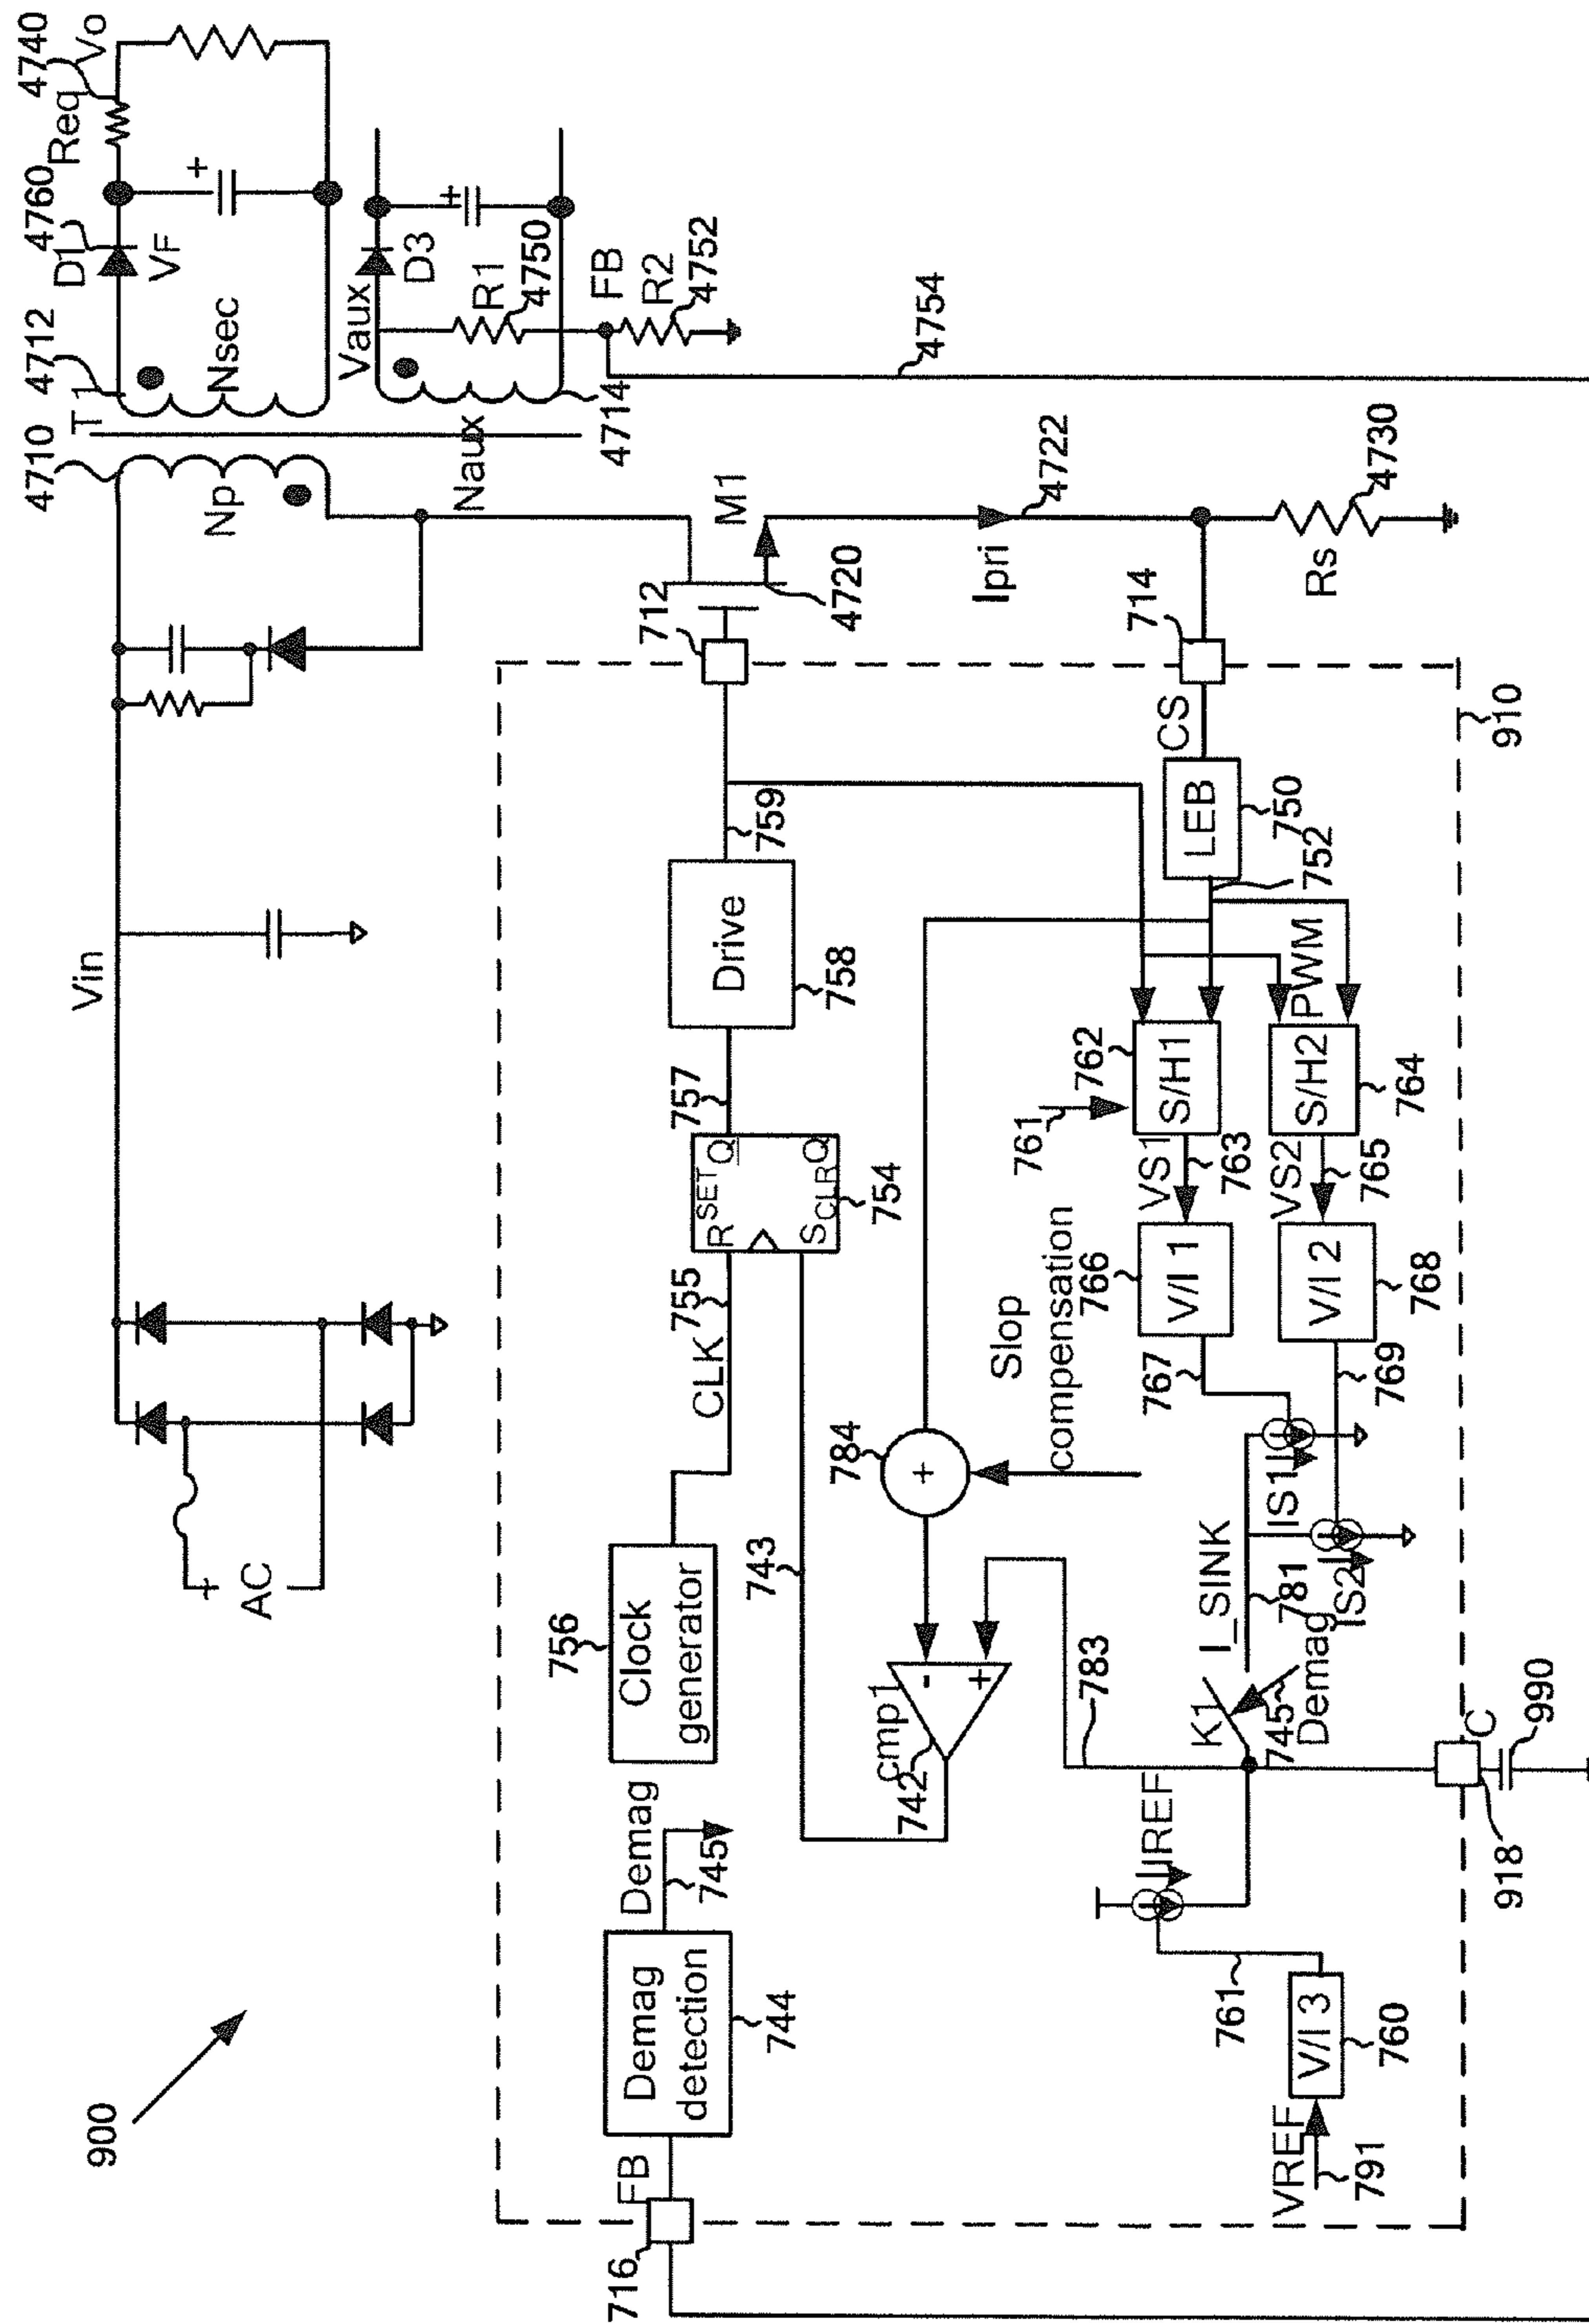 900
AC
+
Vin
4710
T1
4712
D1
4760
Req
4740
Vo
VF
+
Np
Nsec
Vaux
D3
+
R1
4750
FB
R2
4752
Naux
4714
4754
M1
712
4720
Ipri
4722
714
Rs
4730
716
FB
Demag
detection
744
Demag
745
756
Clock
generator
CLK
755
R
SET
Q
S
CLR
Q
754
757
Drive
758
759
cmp1
742
-
+
743
784
+
Slop
compensation
783
CS
LEB
750
752
PWM
761
762
S/H1
S/H2
764
VS1
763
VS2
765
766
V/I 1
V/I 2
768
767
769
IS1
IS2
I_SINK
781
K1
745
Demag
IREF
761
V/I 3
760
VREF
791
910
918
C
990